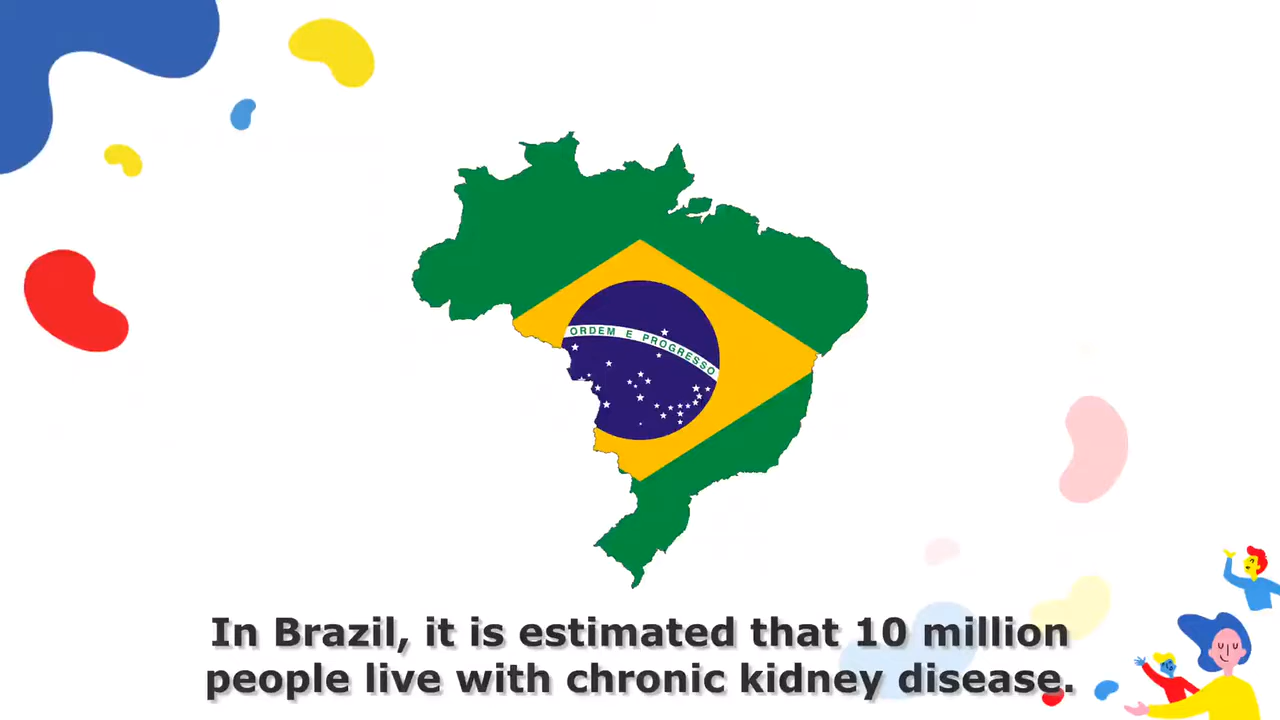 ORDEM E PROGRESSO
In Brazil, it is estimated that 10 million
people live with chronic kidney disease.